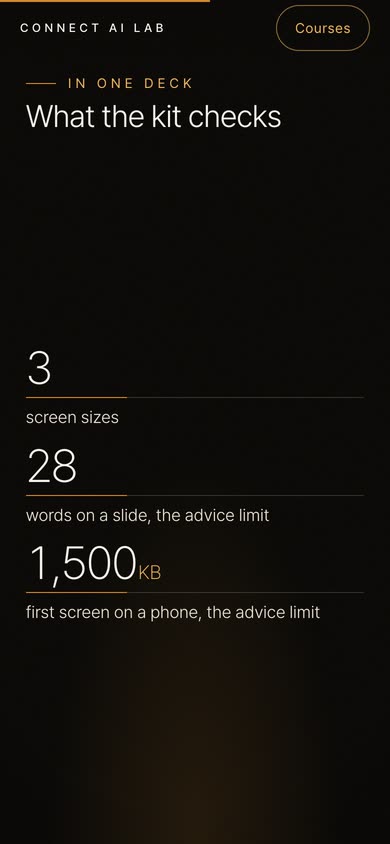 CONNECT AI LAB
Courses
IN ONE DECK
What the kit checks
3
screen sizes
28
words on a slide, the advice limit
1,500KB
first screen on a phone, the advice limit